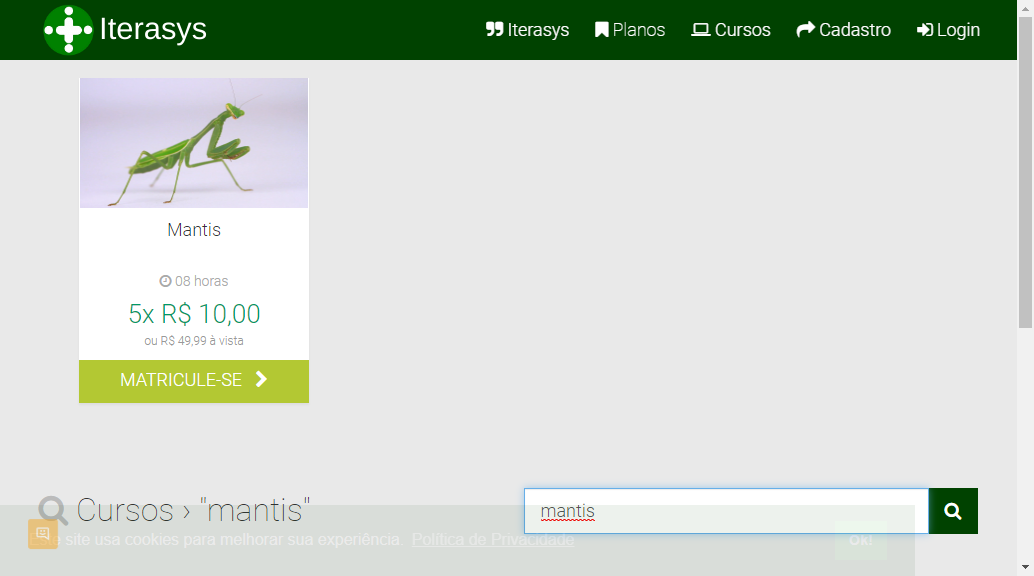 Iterasys
Iterasys Planos Cursos Cadastro Login
Mantis
08 horas
5x R$ 10,00
ou R$ 49,99 à vista
MATRICULE-SE
Cursos › "mantis"
mantis
site usa cookies para melhorar sua experiência. Política de Privacidade
Ok!